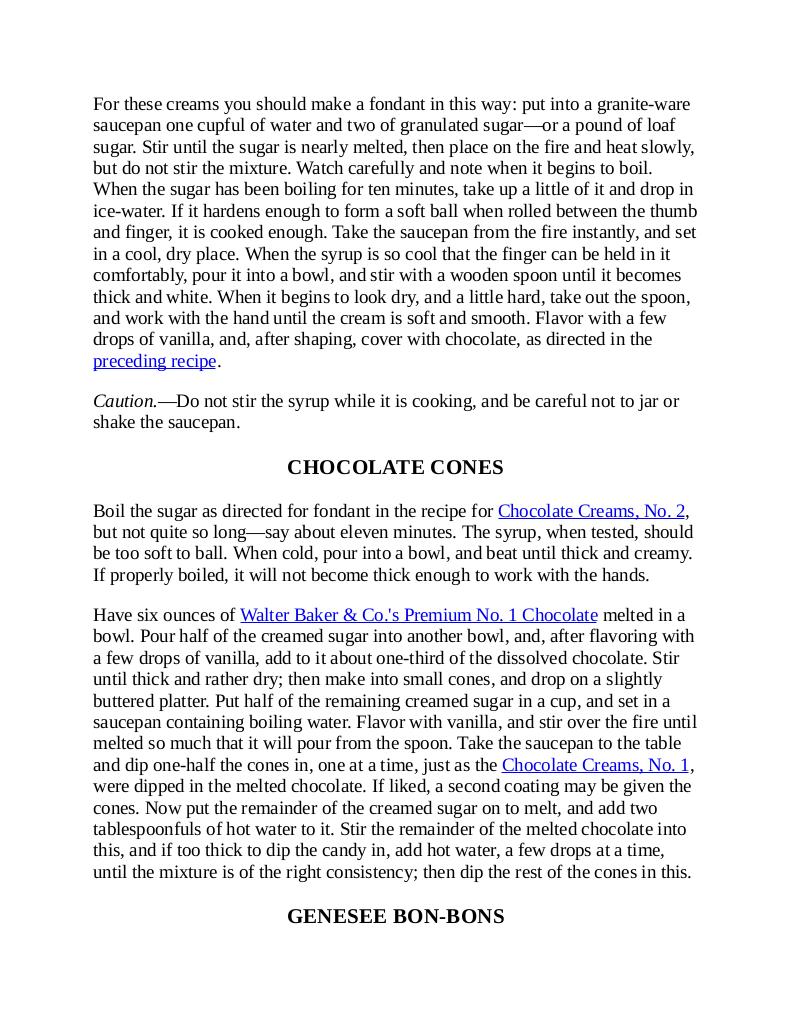 For these creams you should make a fondant in this way: put into a granite-ware
saucepan one cupful of water and two of granulated sugar—or a pound of loaf
sugar. Stir until the sugar is nearly melted, then place on the fire and heat slowly,
but do not stir the mixture. Watch carefully and note when it begins to boil.
When the sugar has been boiling for ten minutes, take up a little of it and drop in
ice-water. If it hardens enough to form a soft ball when rolled between the thumb
and finger, it is cooked enough. Take the saucepan from the fire instantly, and set
in a cool, dry place. When the syrup is so cool that the finger can be held in it
comfortably, pour it into a bowl, and stir with a wooden spoon until it becomes
thick and white. When it begins to look dry, and a little hard, take out the spoon,
and work with the hand until the cream is soft and smooth. Flavor with a few
drops of vanilla, and, after shaping, cover with chocolate, as directed in the
preceding recipe.
Caution.—Do not stir the syrup while it is cooking, and be careful not to jar or
shake the saucepan.
CHOCOLATE CONES
Boil the sugar as directed for fondant in the recipe for Chocolate Creams, No. 2,
but not quite so long—say about eleven minutes. The syrup, when tested, should
be too soft to ball. When cold, pour into a bowl, and beat until thick and creamy.
If properly boiled, it will not become thick enough to work with the hands.
Have six ounces of Walter Baker & Co.'s Premium No. 1 Chocolate melted in a
bowl. Pour half of the creamed sugar into another bowl, and, after flavoring with
a few drops of vanilla, add to it about one-third of the dissolved chocolate. Stir
until thick and rather dry; then make into small cones, and drop on a slightly
buttered platter. Put half of the remaining creamed sugar in a cup, and set in a
saucepan containing boiling water. Flavor with vanilla, and stir over the fire until
melted so much that it will pour from the spoon. Take the saucepan to the table
and dip one-half the cones in, one at a time, just as the Chocolate Creams, No. 1,
were dipped in the melted chocolate. If liked, a second coating may be given the
cones. Now put the remainder of the creamed sugar on to melt, and add two
tablespoonfuls of hot water to it. Stir the remainder of the melted chocolate into
this, and if too thick to dip the candy in, add hot water, a few drops at a time,
until the mixture is of the right consistency; then dip the rest of the cones in this.
GENESEE BON-BONS